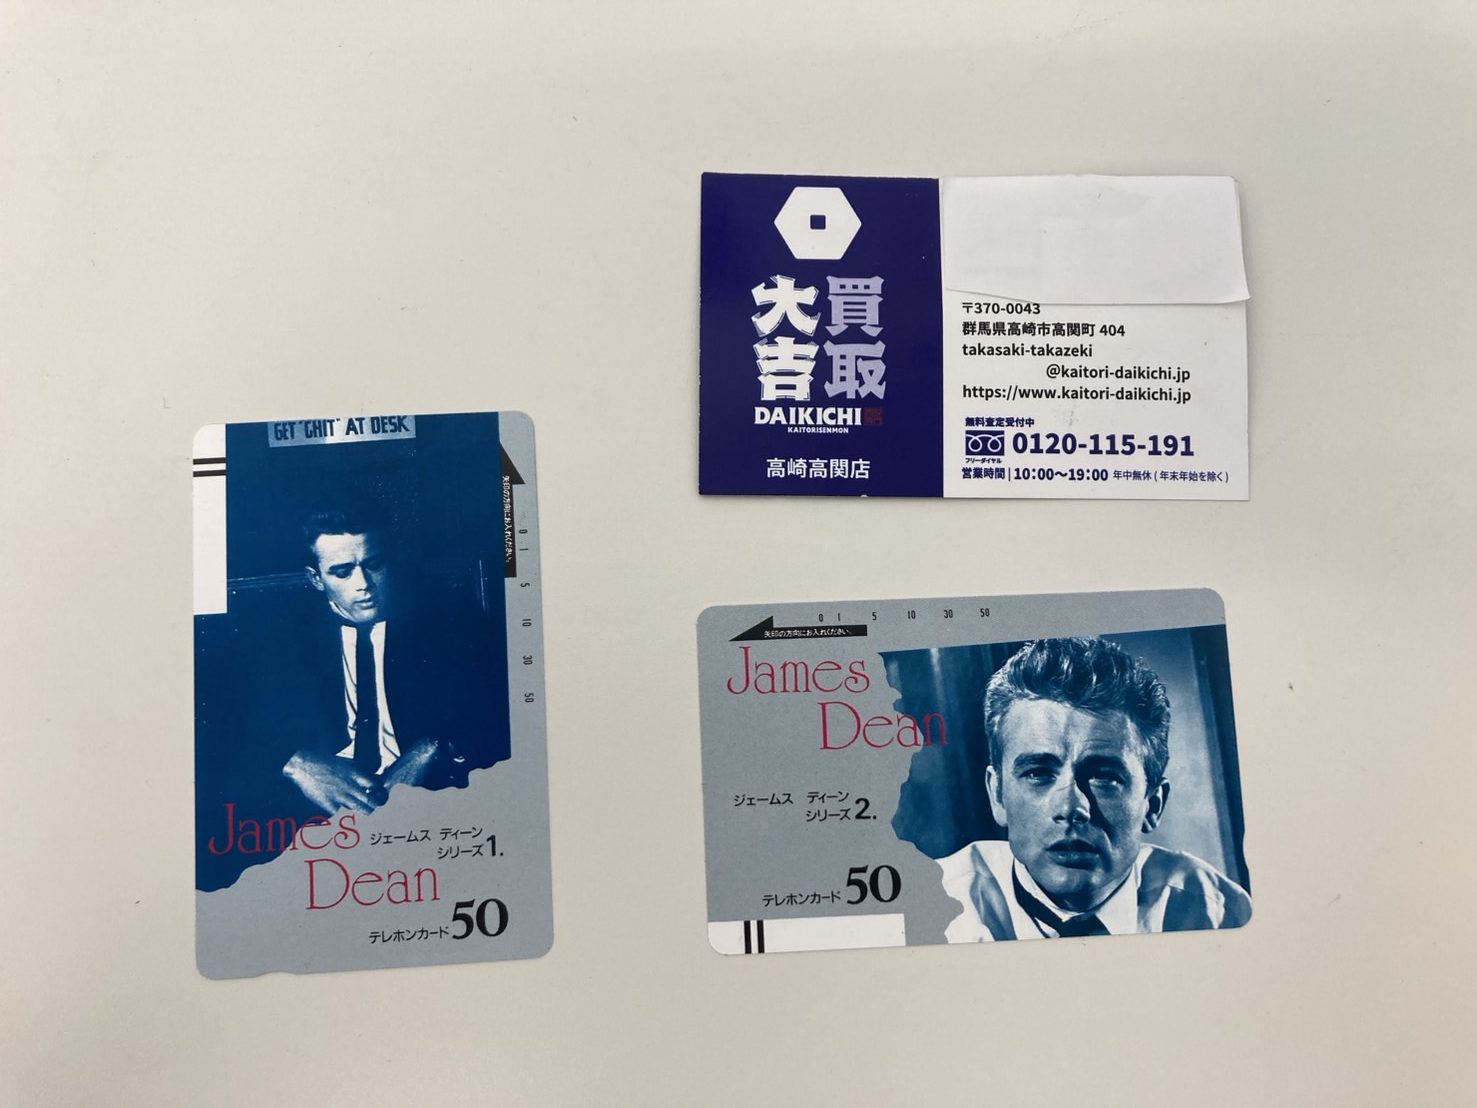 GET "CHIT" AT DESK
矢印の方向にお入れください。
0 1 5 10 30 50
James
Dean
ジェームス ディーン
シリーズ1.
テレホンカード50
大吉
買取
DAIKICHI
KAITORISENMON
高崎高関店
〒370-0043
群馬県高崎市高関町 404
takasaki-takazeki
@kaitori-daikichi.jp
https://www.kaitori-daikichi.jp
無料査定受付中
フリーダイヤル
0120-115-191
営業時間 | 10:00〜19:00 年中無休 ( 年末年始を除く )
0 1 5 10 30 50
矢印の方向にお入れください。
James
Dean
ジェームス ディーン
シリーズ2.
テレホンカード50